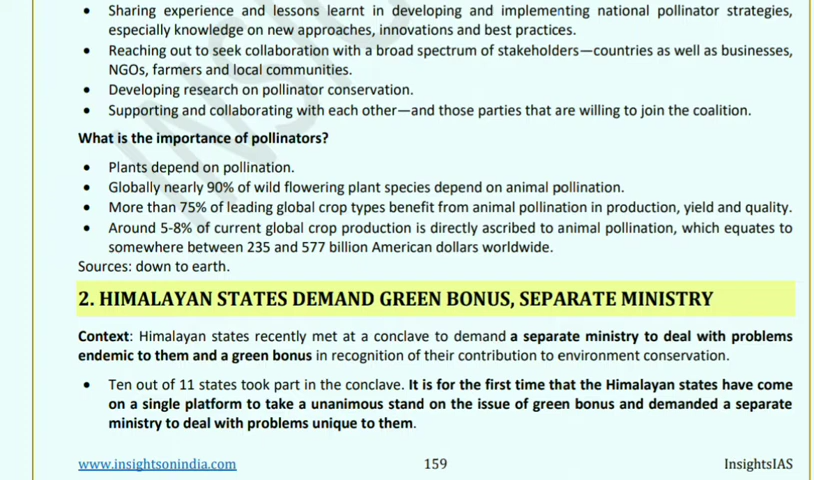 • Sharing experience and lessons learnt in developing and implementing national pollinator strategies,
especially knowledge on new approaches, innovations and best practices.
• Reaching out to seek collaboration with a broad spectrum of stakeholders—countries as well as businesses,
NGOs, farmers and local communities.
• Developing research on pollinator conservation.
• Supporting and collaborating with each other—and those parties that are willing to join the coalition.
What is the importance of pollinators?
• Plants depend on pollination.
• Globally nearly 90% of wild flowering plant species depend on animal pollination.
• More than 75% of leading global crop types benefit from animal pollination in production, yield and quality.
• Around 5-8% of current global crop production is directly ascribed to animal pollination, which equates to
somewhere between 235 and 577 billion American dollars worldwide.
Sources: down to earth.
2. HIMALAYAN STATES DEMAND GREEN BONUS, SEPARATE MINISTRY
Context: Himalayan states recently met at a conclave to demand a separate ministry to deal with problems
endemic to them and a green bonus in recognition of their contribution to environment conservation.
• Ten out of 11 states took part in the conclave. It is for the first time that the Himalayan states have come
on a single platform to take a unanimous stand on the issue of green bonus and demanded a separate
ministry to deal with problems unique to them.
www.insightsonindia.com 159 InsightsIAS